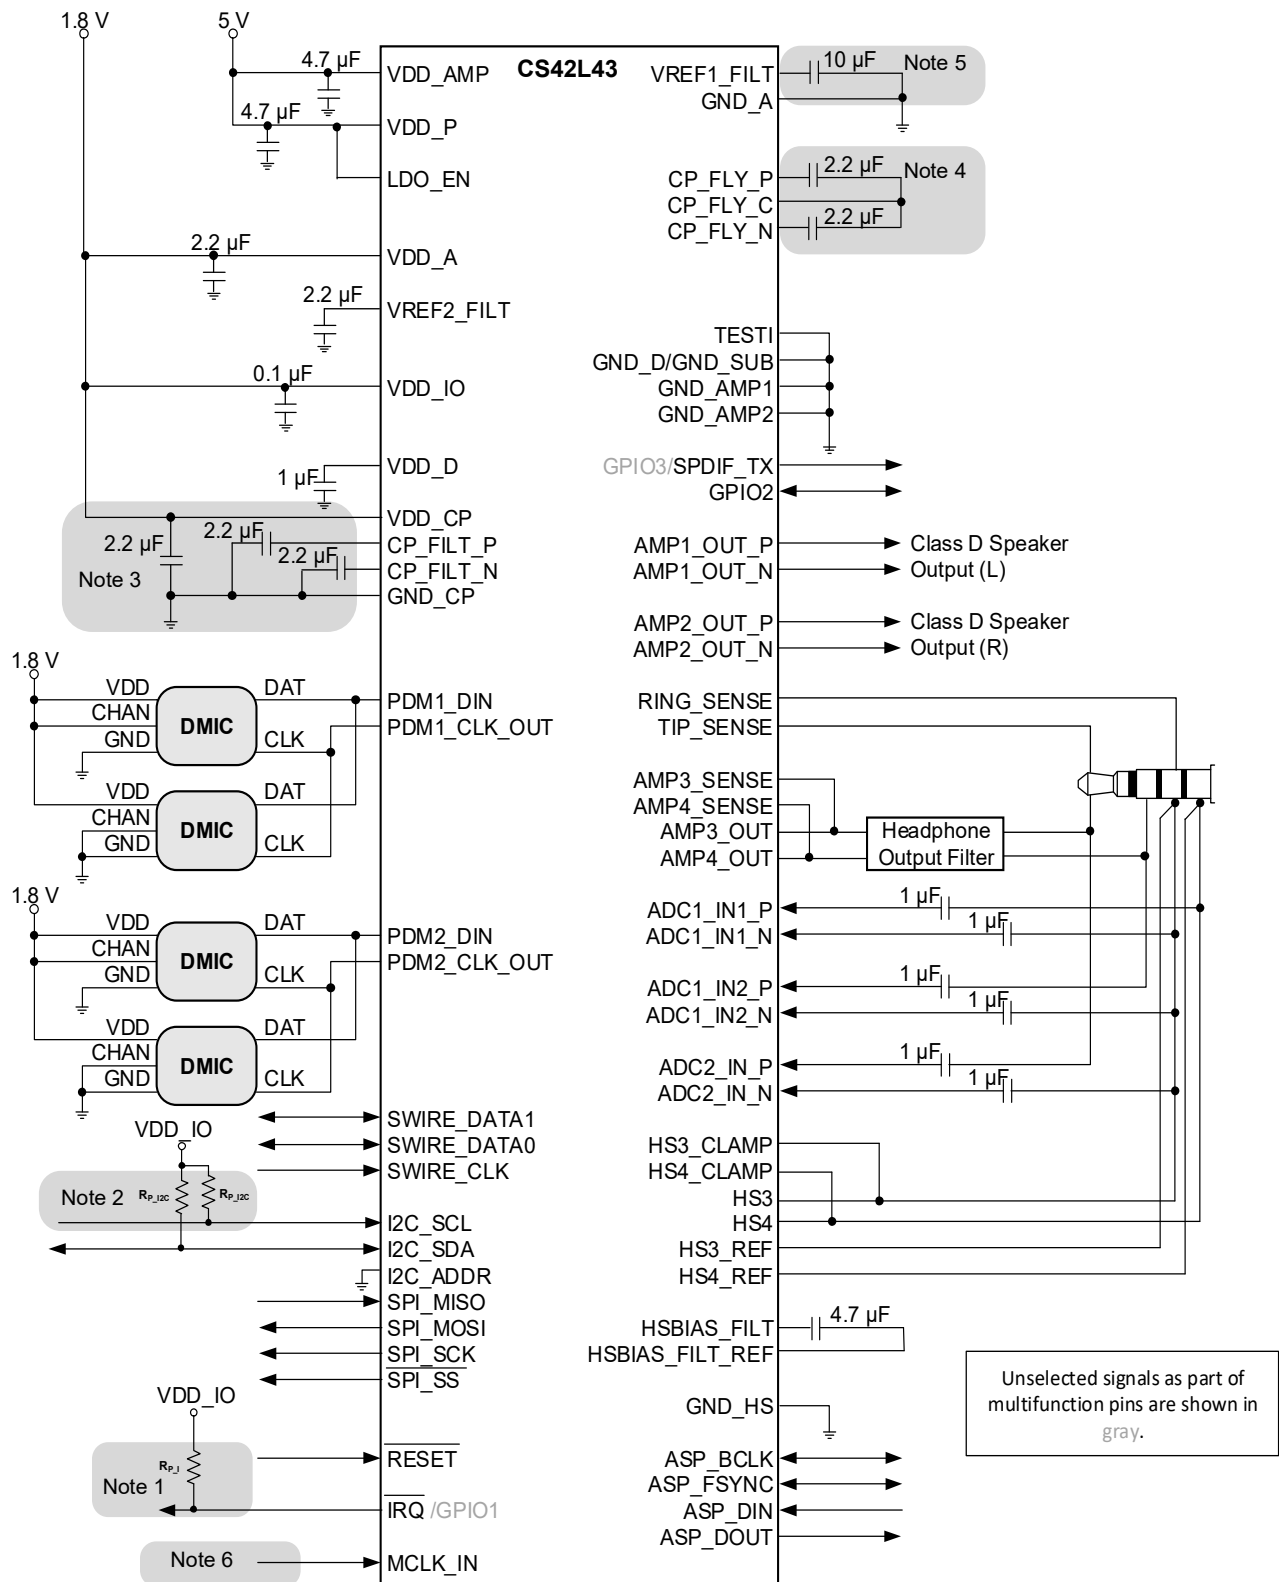 1.8 V
5 V
CS42L43
4.7 µF
VDD_AMP
4.7 µF
VDD_P
LDO_EN
2.2 µF
VDD_A
2.2 µF
VREF2_FILT
0.1 µF
VDD_IO
VDD_D
1 µF
VDD_CP
2.2 µF
2.2 µF
CP_FILT_P
2.2 µF
CP_FILT_N
Note 3
GND_CP
1.8 V
VDD
DAT
PDM1_DIN
CHAN
DMIC
PDM1_CLK_OUT
GND
CLK
VDD
DAT
CHAN
DMIC
GND
CLK
1.8 V
VDD
DAT
PDM2_DIN
CHAN
DMIC
PDM2_CLK_OUT
GND
CLK
VDD
DAT
CHAN
DMIC
GND
CLK
SWIRE_DATA1
VDD_IO
SWIRE_DATA0
SWIRE_CLK
Note 2
RP_I2C
RP_I2C
I2C_SCL
I2C_SDA
I2C_ADDR
SPI_MISO
SPI_MOSI
SPI_SCK
SPI_SS
VDD_IO
RESET
RP_I
Note 1
IRQ /GPIO1
Note 6
MCLK_IN
VREF1_FILT
10 µF
Note 5
GND_A
CP_FLY_P
2.2 µF
Note 4
CP_FLY_C
CP_FLY_N
2.2 µF
TESTI
GND_D/GND_SUB
GND_AMP1
GND_AMP2
GPIO3/SPDIF_TX
GPIO2
AMP1_OUT_P
Class D Speaker
AMP1_OUT_N
Output (L)
AMP2_OUT_P
Class D Speaker
AMP2_OUT_N
Output (R)
RING_SENSE
TIP_SENSE
AMP3_SENSE
AMP4_SENSE
AMP3_OUT
AMP4_OUT
Headphone
Output Filter
ADC1_IN1_P
1 µF
ADC1_IN1_N
1 µF
ADC1_IN2_P
1 µF
ADC1_IN2_N
1 µF
ADC2_IN_P
1 µF
ADC2_IN_N
1 µF
HS3_CLAMP
HS4_CLAMP
HS3
HS4
HS3_REF
HS4_REF
HSBIAS_FILT
4.7 µF
HSBIAS_FILT_REF
GND_HS
Unselected signals as part of
multifunction pins are shown in
gray.
ASP_BCLK
ASP_FSYNC
ASP_DIN
ASP_DOUT